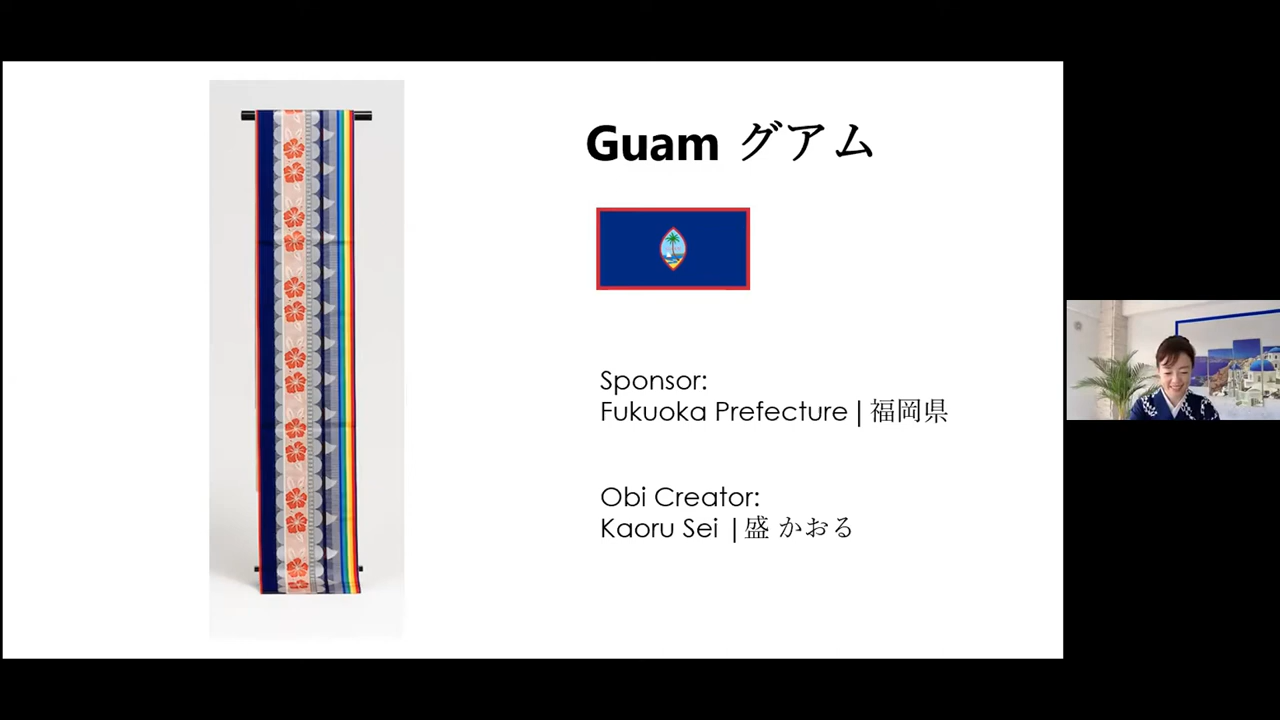 Guam グアム
Sponsor:
Fukuoka Prefecture | 福岡県
Obi Creator:
Kaoru Sei | 盛 かおる